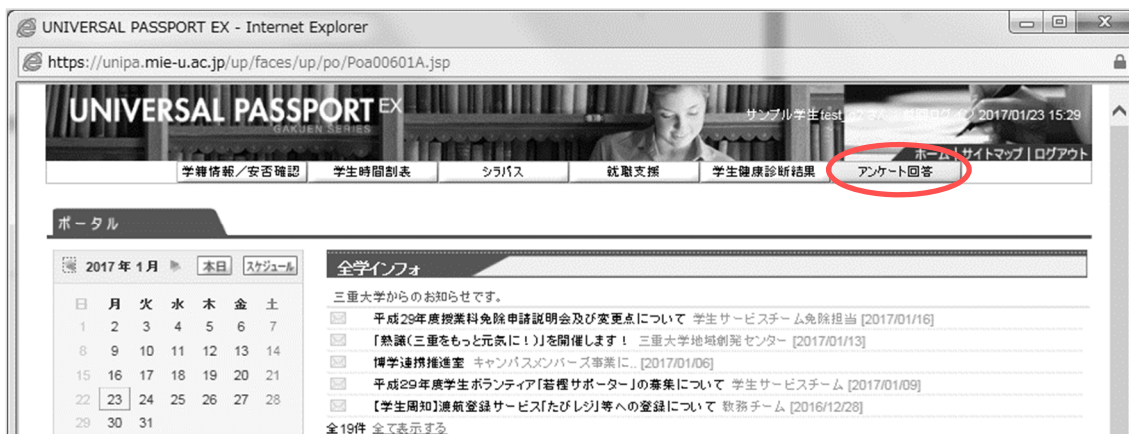 UNIVERSAL PASSPORT EX - Internet Explorer
https://unipa.mie-u.ac.jp/up/faces/up/po/Poa00601A.jsp
UNIVERSAL PASSPORT EX
GAKUEN SERIES
サンプル学生test 2017/01/23 15:29
ホーム | サイトマップ | ログアウト
学籍情報/安否確認 学生時間割表 シラバス 就職支援 学生健康診断結果 アンケート回答
ポータル
2017年1月 本日 スケジュール
日 月 火 水 木 金 土
1 2 3 4 5 6 7
8 9 10 11 12 13 14
15 16 17 18 19 20 21
22 23 24 25 26 27 28
29 30 31
全学インフォ
三重大学からのお知らせです。
平成29年度授業料免除申請説明会及び変更点について 学生サービスチーム免除担当 [2017/01/16]
「熱議(三重をもっと元気に!)」を開催します! 三重大学地域創発センター [2017/01/13]
博学連携推進室 キャンパスメンバーズ事業に.. [2017/01/06]
平成29年度学生ボランティア「若樫サポーター」の募集について 学生サービスチーム [2017/01/09]
【学生周知】渡航登録サービス「たびレジ」等への登録について 教務チーム [2016/12/28]
全19件 全て表示する